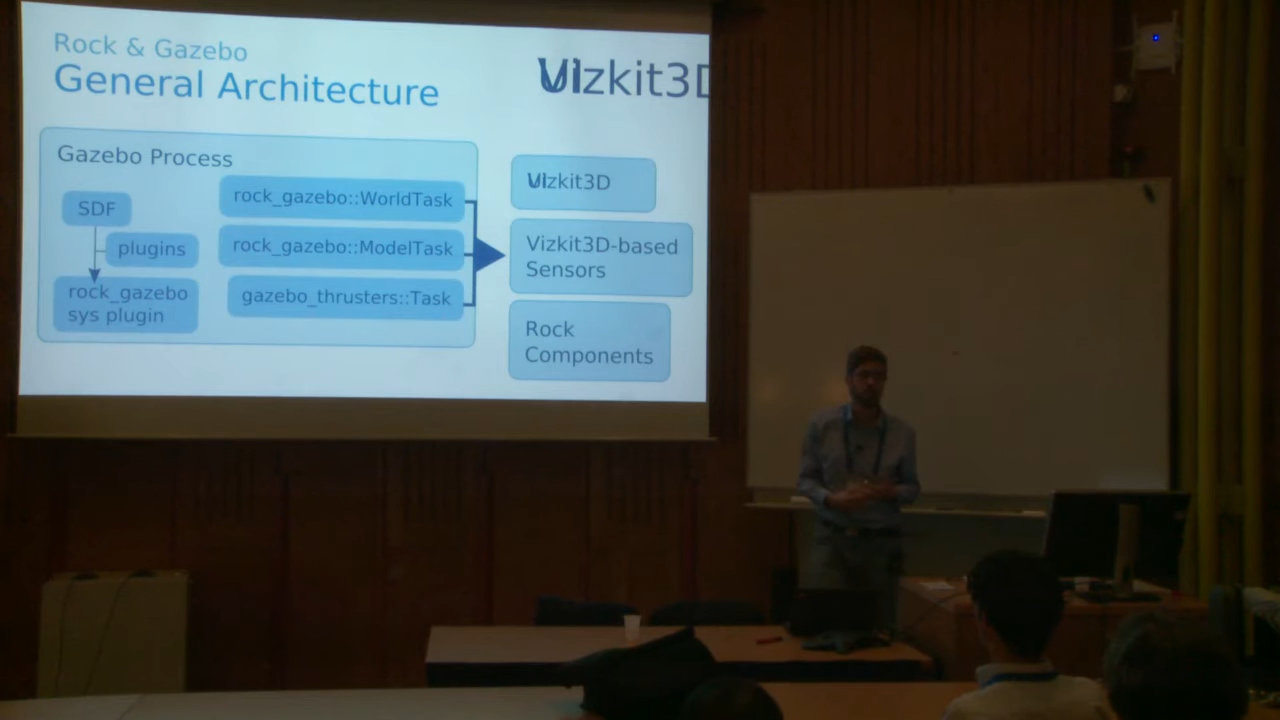 Rock & Gazebo
General Architecture
Vizkit3D
Gazebo Process
SDF
plugins
rock_gazebo
sys plugin
rock_gazebo::WorldTask
rock_gazebo::ModelTask
gazebo_thrusters::Task
Vizkit3D
Vizkit3D-based
Sensors
Rock
Components